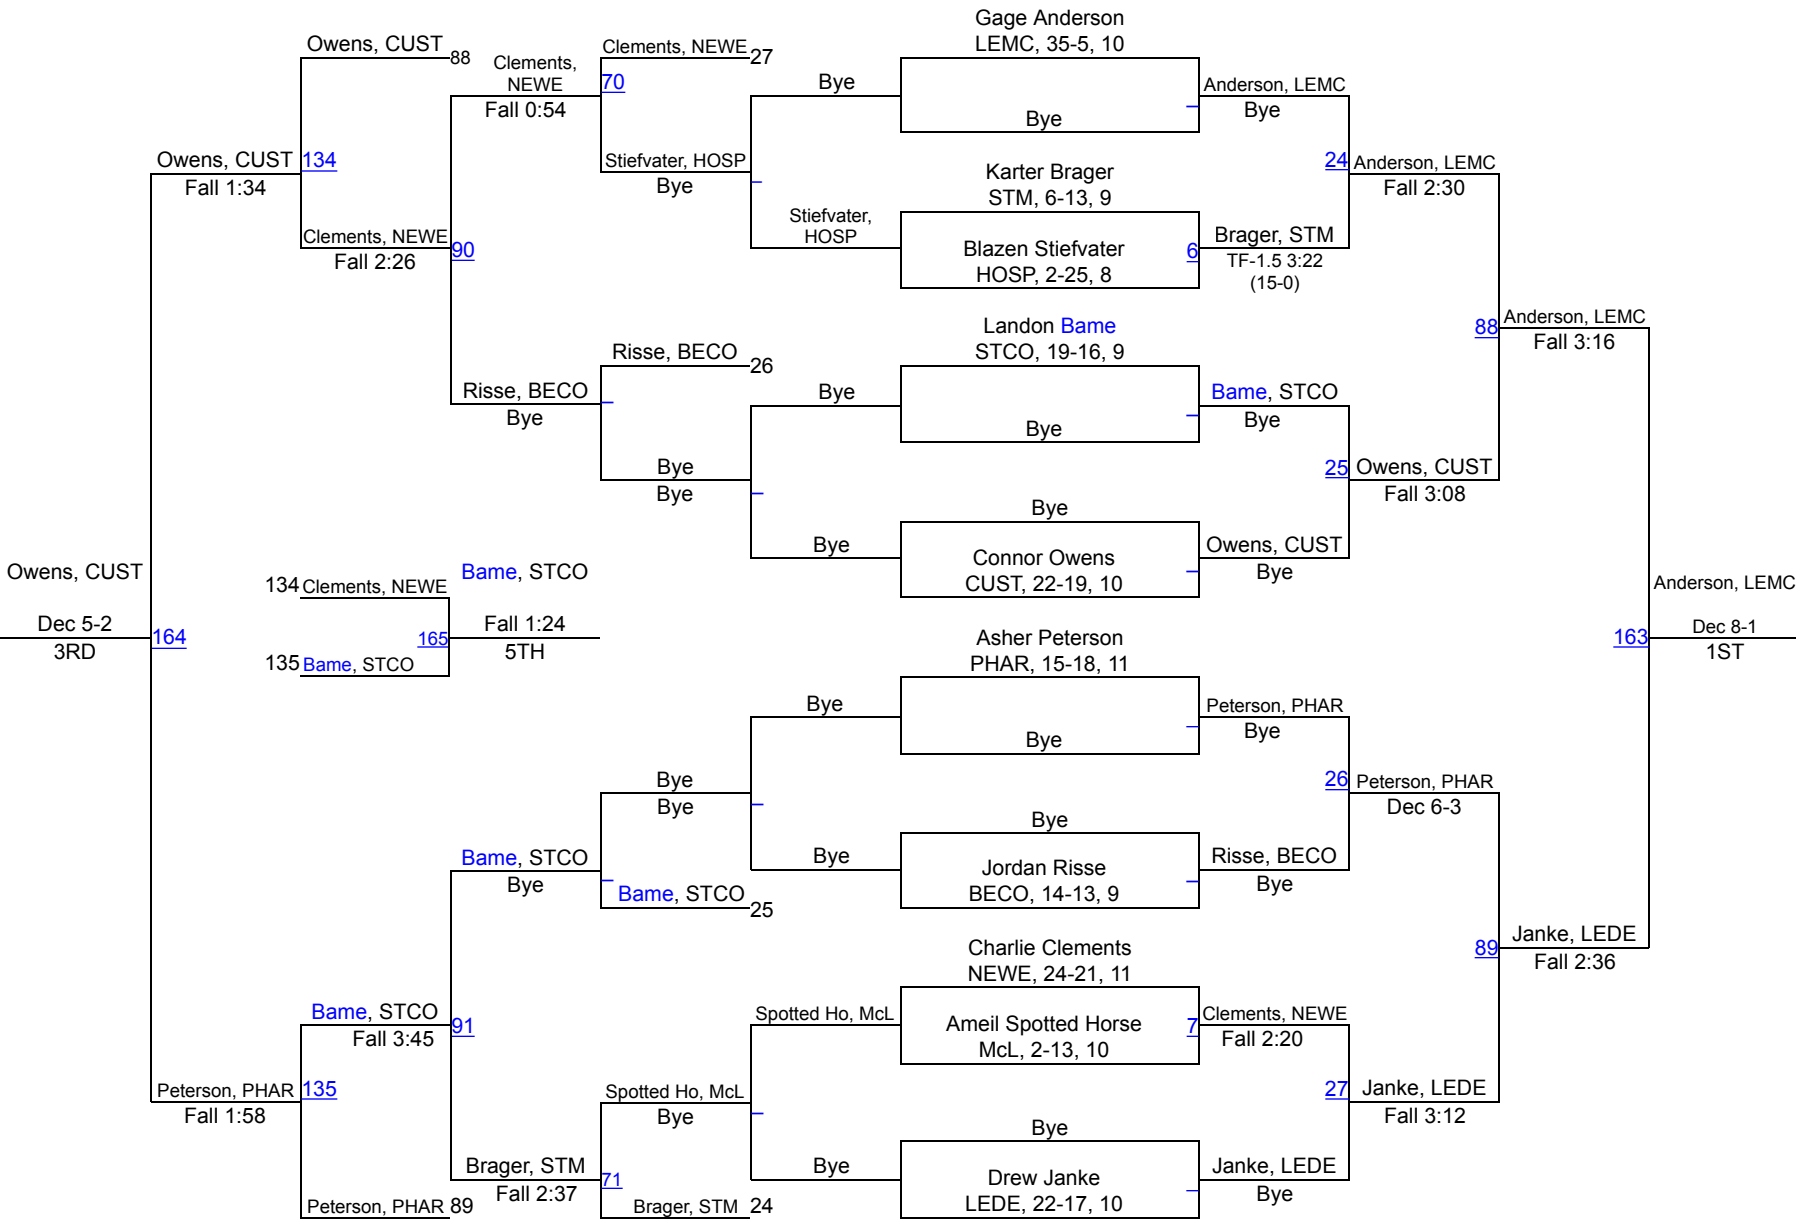 Gage Anderson
LEMC, 35-5, 10
Owens, CUST
88
Clements, NEWE
27
Clements,
NEWE
70
Bye
Anderson, LEMC
Fall 0:54
Bye
Bye
Owens, CUST
134
Stiefvater, HOSP
24
Anderson, LEMC
Fall 1:34
Bye
Karter Brager
STM, 6-13, 9
Fall 2:30
Stiefvater,
HOSP
Clements, NEWE
90
Blazen Stiefvater
HOSP, 2-25, 8
6
Brager, STM
Fall 2:26
TF-1.5 3:22
(15-0)
Landon Bame
STCO, 19-16, 9
88
Anderson, LEMC
Fall 3:16
Risse, BECO
26
Risse, BECO
Bye
Bye
Bame, STCO
Bye
Bye
Bye
Bye
25
Owens, CUST
Fall 3:08
Bye
Bye
Connor Owens
CUST, 22-19, 10
Owens, CUST
Bye
Owens, CUST
Dec 5-2
3RD
164
134
Clements, NEWE
Bame, STCO
165
Fall 1:24
5TH
135
Bame, STCO
Anderson, LEMC
163
Dec 8-1
1ST
Asher Peterson
PHAR, 15-18, 11
Bye
Peterson, PHAR
Bye
Bye
Bye
Bye
26
Peterson, PHAR
Dec 6-3
Bye
Bame, STCO
Bye
Bye
Jordan Risse
BECO, 14-13, 9
Risse, BECO
Bye
Bame, STCO
25
Charlie Clements
NEWE, 24-21, 11
89
Janke, LEDE
Fall 2:36
Bame, STCO
91
Fall 3:45
Spotted Ho, McL
Ameil Spotted Horse
McL, 2-13, 10
7
Clements, NEWE
Fall 2:20
Peterson, PHAR
135
Fall 1:58
Spotted Ho, McL
Bye
27
Janke, LEDE
Fall 3:12
Bye
Brager, STM
71
Fall 2:37
Bye
Drew Janke
LEDE, 22-17, 10
Janke, LEDE
Bye
Peterson, PHAR
89
Brager, STM
24